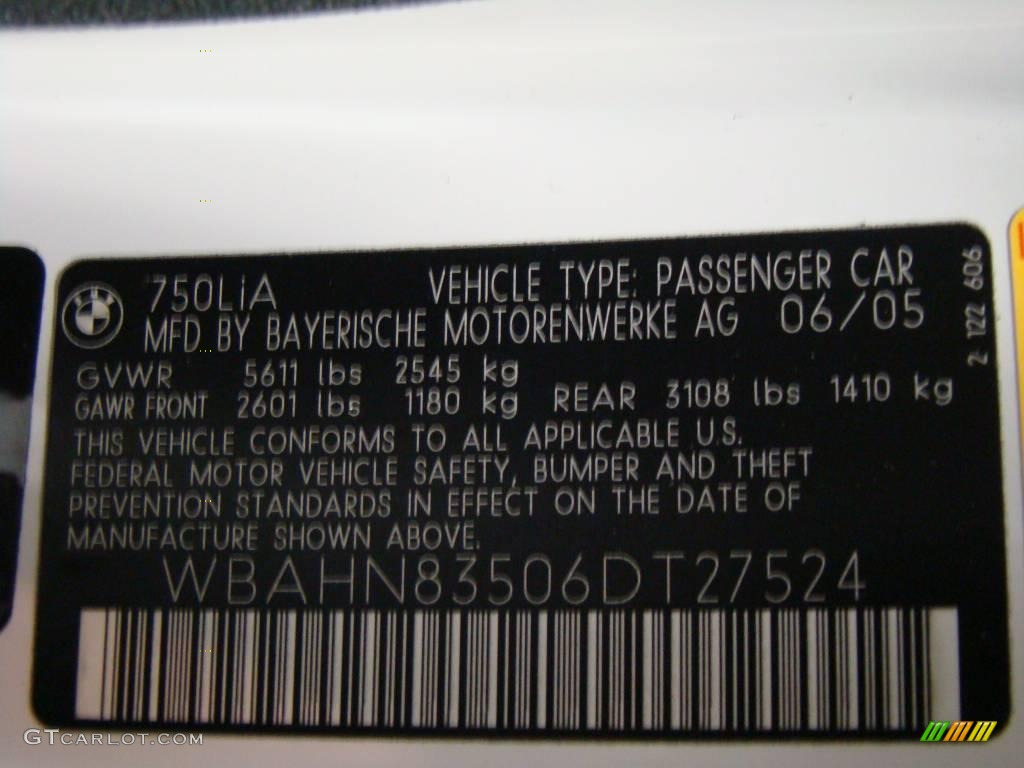 750LiA VEHICLE TYPE: PASSENGER CAR
MFD BY BAYERISCHE MOTORENWERKE AG 06/05
GVWR 5611 lbs 2545 kg
GAWR FRONT 2601 lbs 1180 kg REAR 3108 lbs 1410 kg
THIS VEHICLE CONFORMS TO ALL APPLICABLE U.S.
FEDERAL MOTOR VEHICLE SAFETY, BUMPER AND THEFT
PREVENTION STANDARDS IN EFFECT ON THE DATE OF
MANUFACTURE SHOWN ABOVE.
WBAHN83506DT27524
2 122 606
GTCARLOT.COM